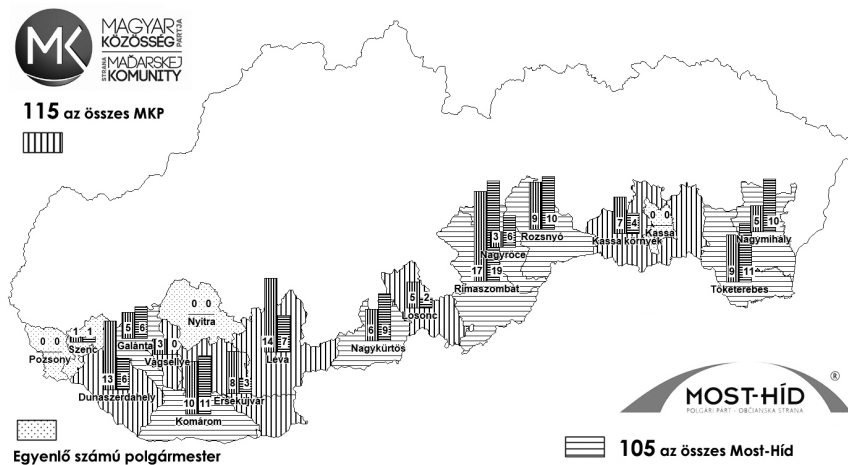 MK
MAGYAR
KÖZÖSSÉG PÁRTJA
STRANA MAĎARSKEJ
KOMUNITY
115 az összes MKP
9 10
Rozsnyó
3 6
Nagyrőce
17 19
Rimaszombat
7 4
Kassa környék
0 0
Kassa
5 10
Nagymihály
9 11
Tőketerebes
0 0
Nyitra
5 2
Losonc
6 9
Nagykürtös
14 7
Léva
0 0
Pozsony
1 1
Szenc
5 6
Galánta
3 0
Vágsellye
13 6
Dunaszerdahely
10 11
Komárom
8 3
Érsekújvár
Egyenlő számú polgármester
®
MOST-HÍD
POLGÁRI PÁRT - OBČIANSKA STRANA
105 az összes Most-Híd